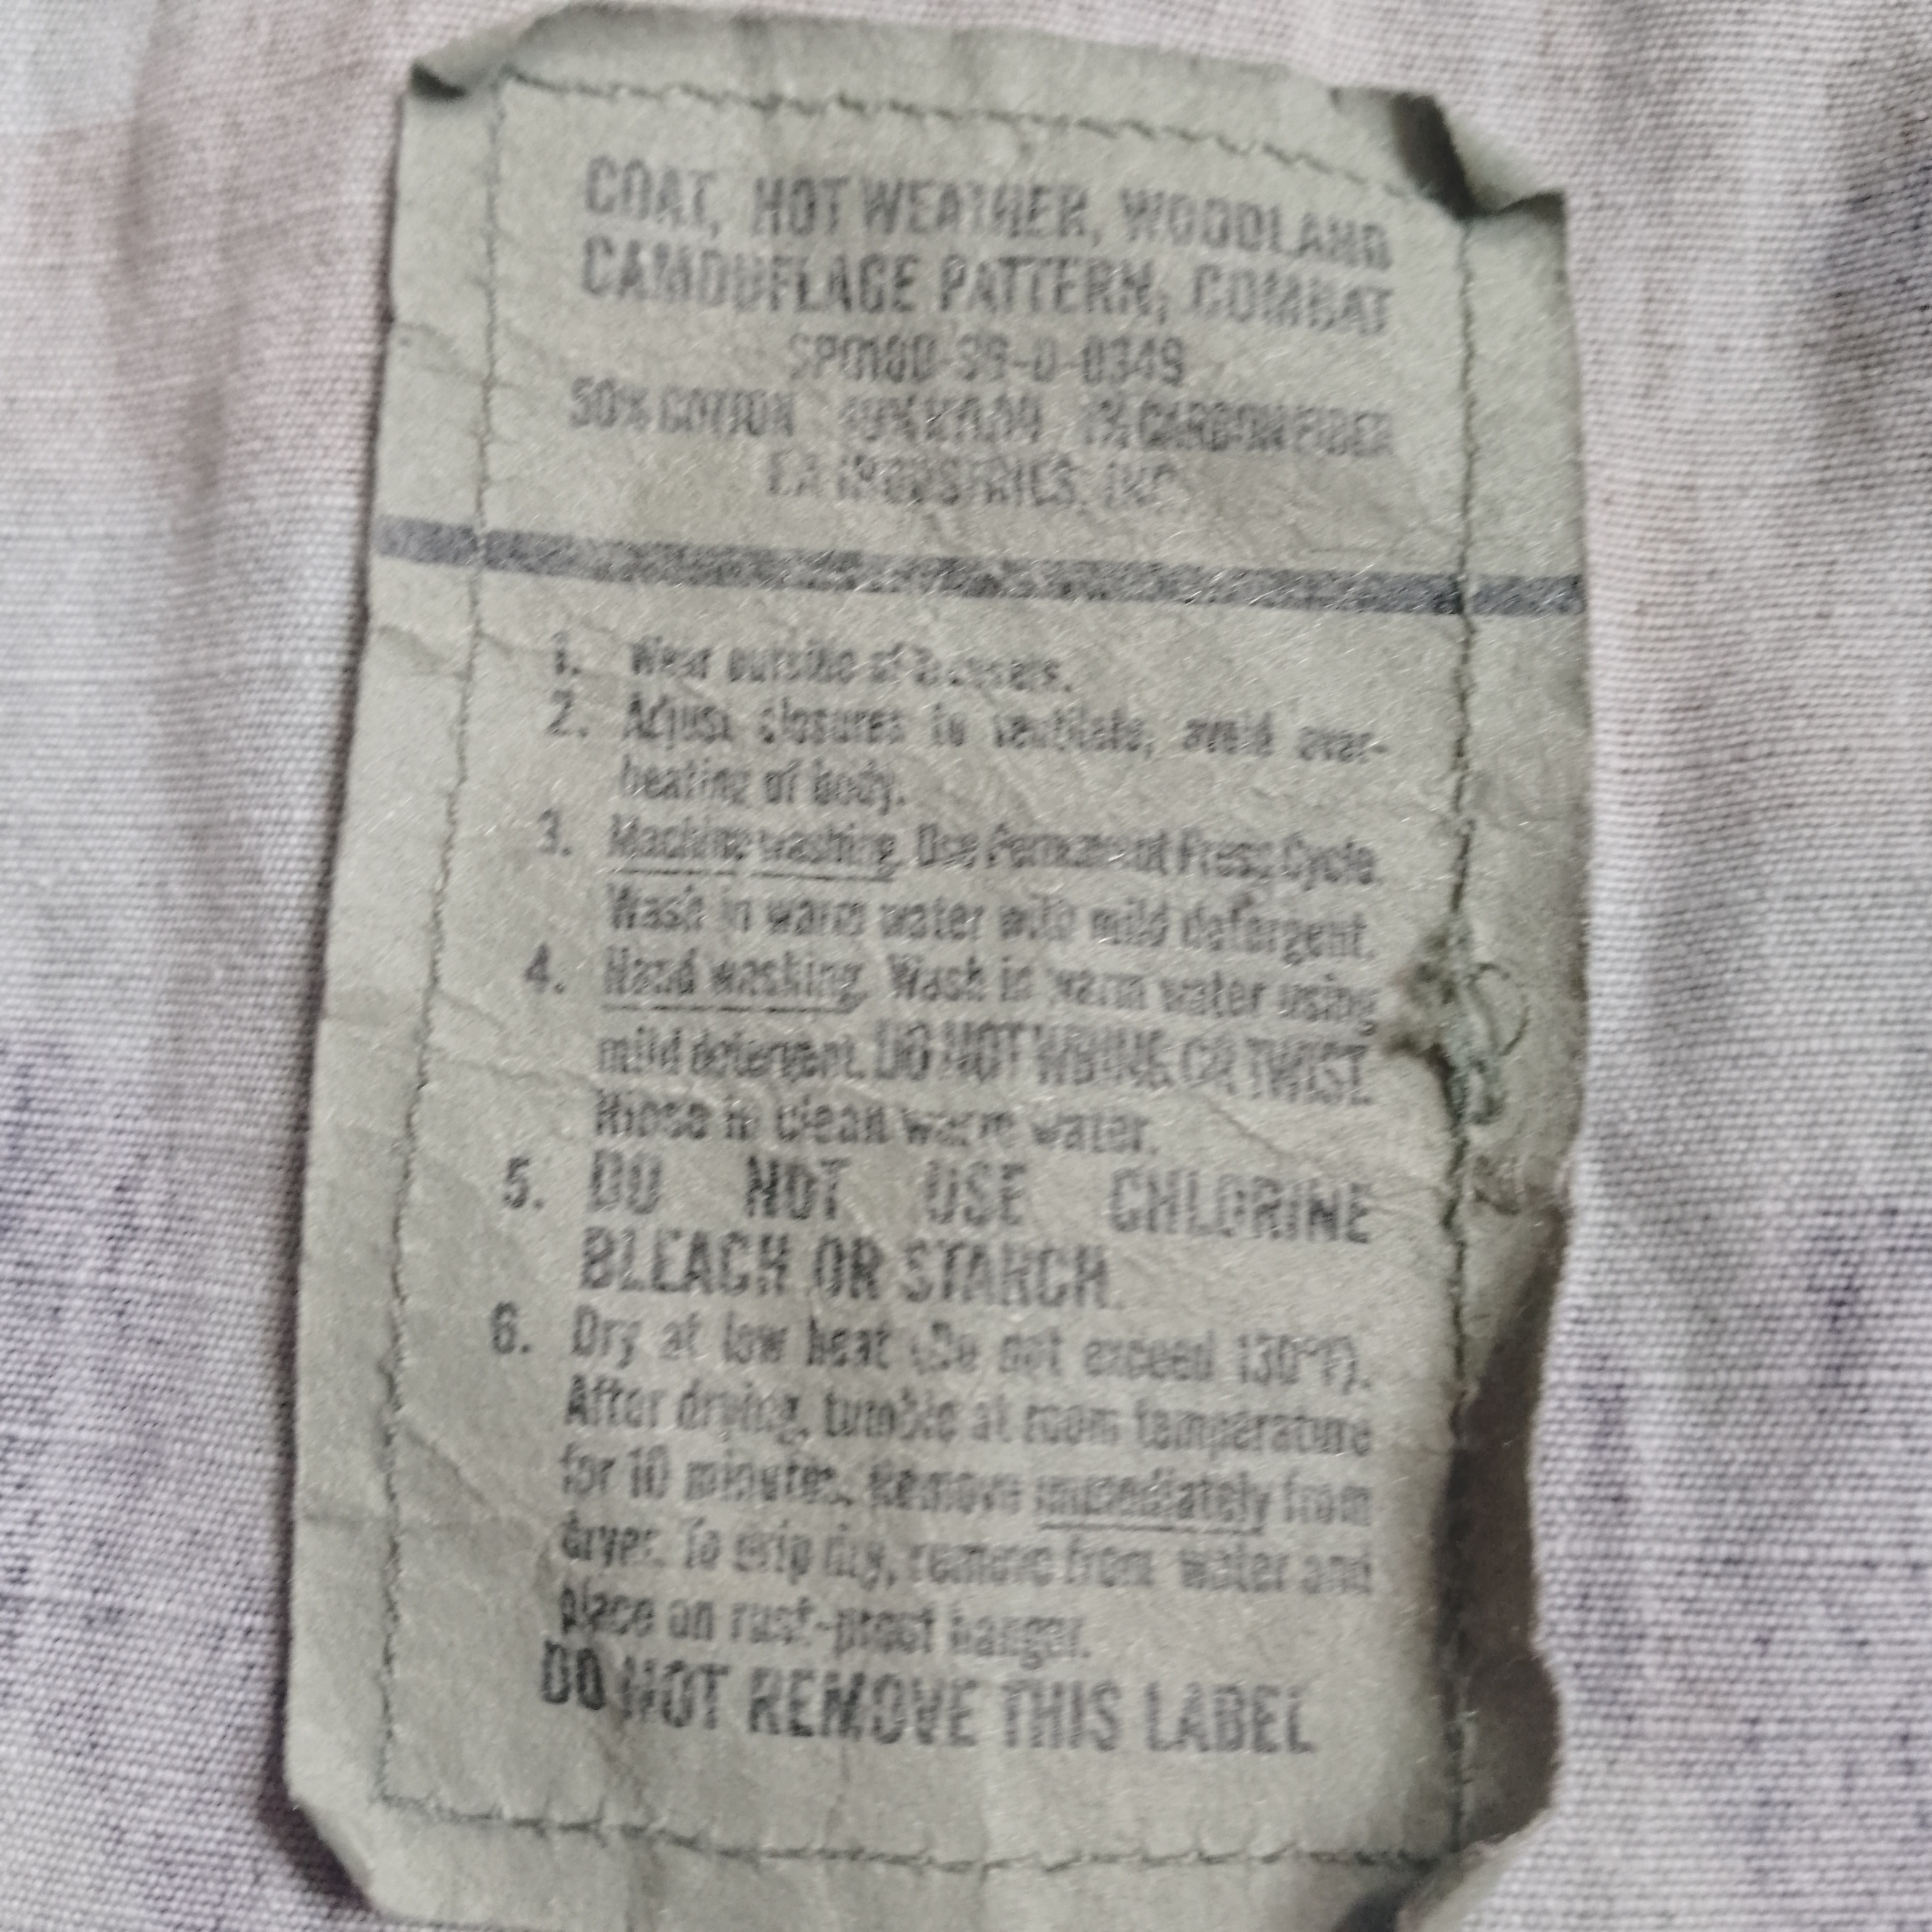 COAT, HOT WEATHER, WOODLAND
CAMOUFLAGE PATTERN, COMBAT
-D-0349
50% COTTON 49% NYLON 1% CARBON FIBER
INDUSTRIES, INC.
1. Wear outside of trousers.
2. Adjust closures to ventilate, avoid over-
heating of body.
3. Machine washing. Use Permanent Press Cycle.
Wash in warm water with mild detergent.
4. Hand washing. Wash in warm water using
mild detergent. DO NOT WRING OR TWIST.
Rinse in clean warm water.
5. DO NOT USE CHLORINE
BLEACH OR STARCH.
6. Dry at low heat (Do not exceed 130°F).
After drying, tumble at room temperature
for 10 minutes. Remove immediately from
dryer. To drip dry, remove from water and
place on rust-proof hanger.
DO NOT REMOVE THIS LABEL